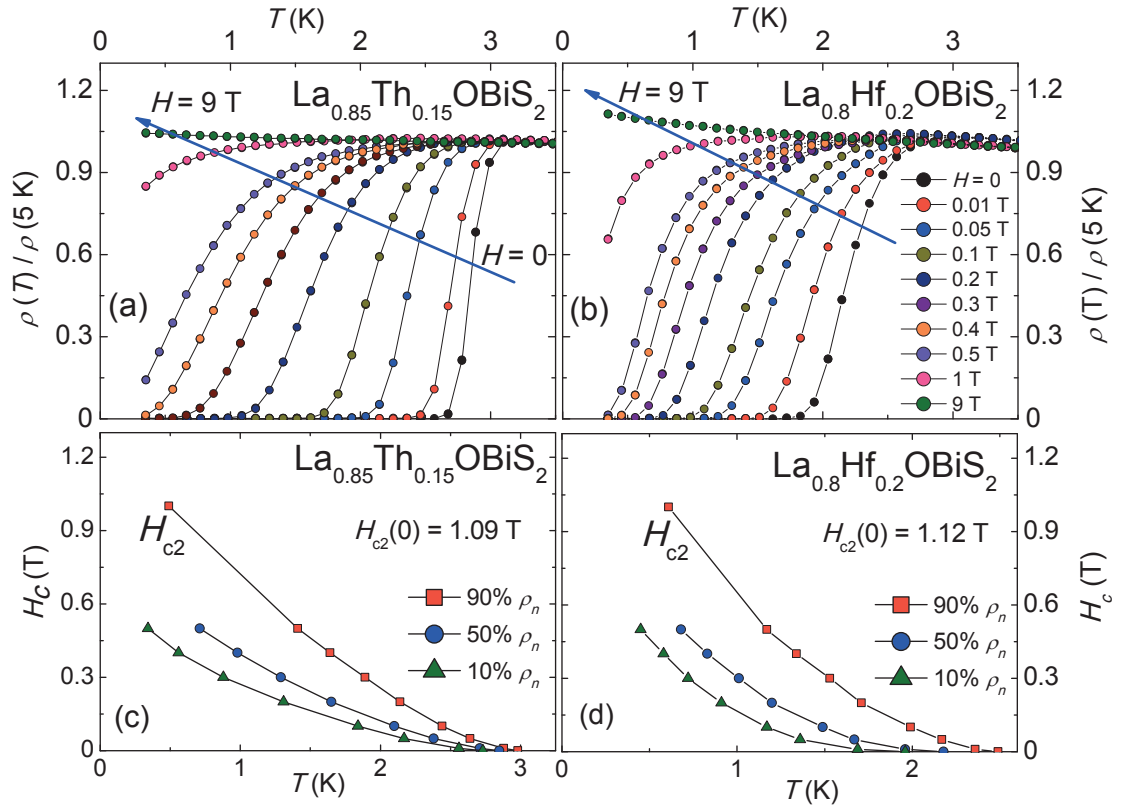 T (K)
T (K)
0 1 2 3
0 1 2 3
1.2
0.9
0.6
0.3
0
ρ (T) / ρ (5 K)
H = 9 T
La0.85Th0.15OBiS2
H = 0
(a)
H = 9 T
La0.8Hf0.2OBiS2
(b)
H = 0
0.01 T
0.05 T
0.1 T
0.2 T
0.3 T
0.4 T
0.5 T
1 T
9 T
1.2
0.9
0.6
0.3
0
ρ (T) / ρ (5 K)
1.2
0.9
0.6
0.3
0
Hc (T)
La0.85Th0.15OBiS2
Hc2
Hc2(0) = 1.09 T
90% ρn
50% ρn
10% ρn
(c)
0 1 2 3
T (K)
La0.8Hf0.2OBiS2
Hc2
Hc2(0) = 1.12 T
90% ρn
50% ρn
10% ρn
(d)
1 2
T (K)
1.2
0.9
0.6
0.3
0
Hc (T)